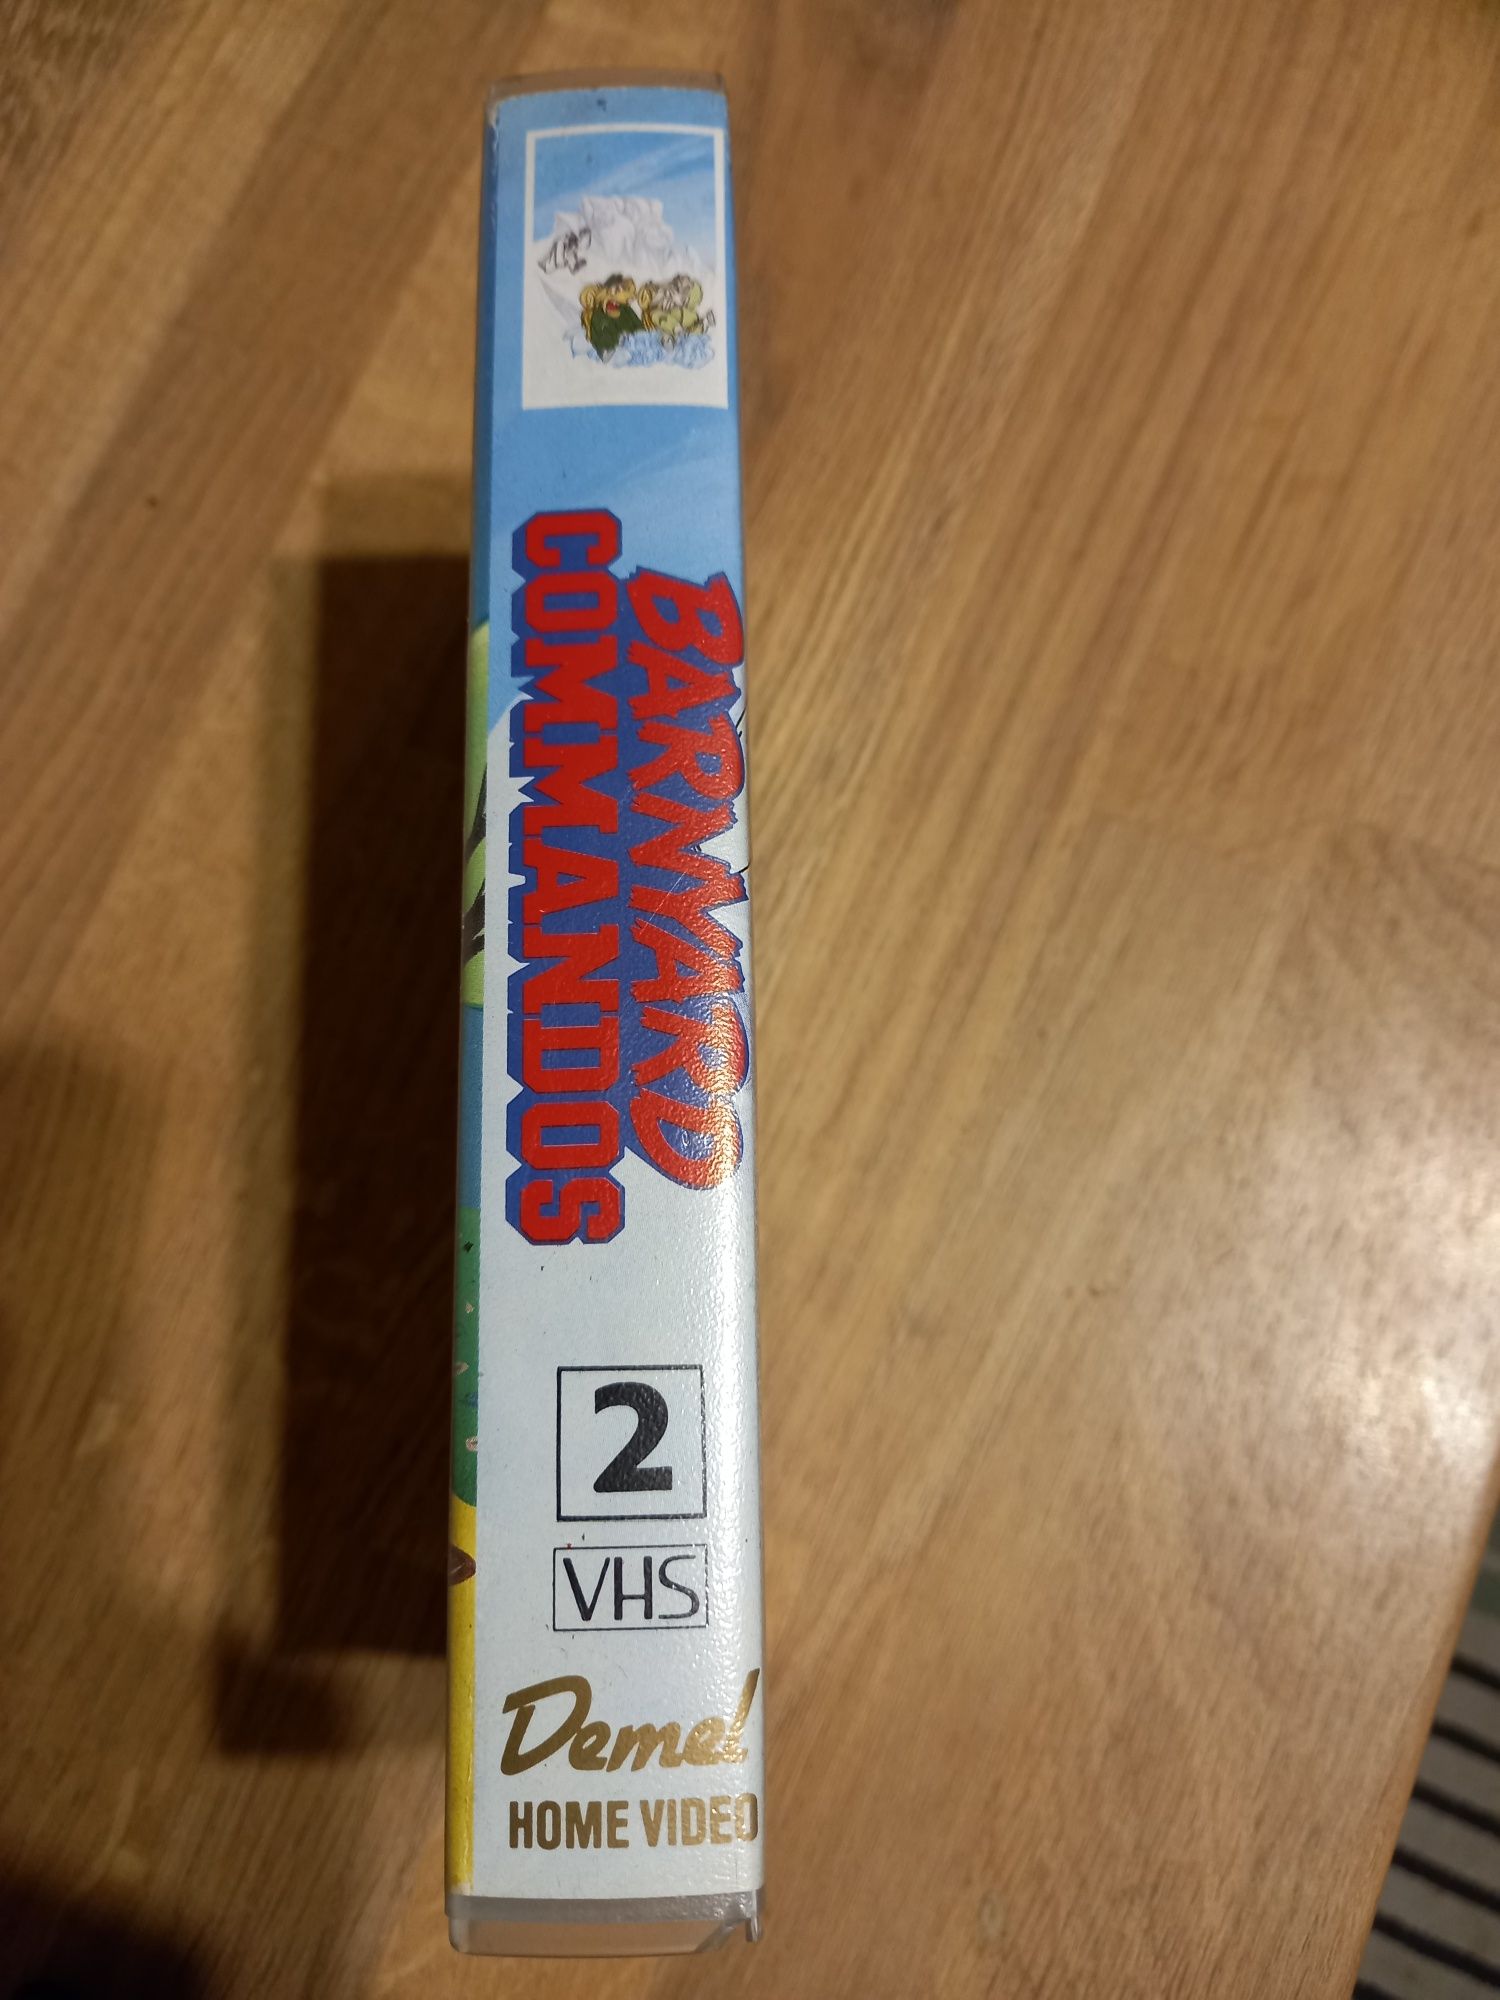 BARNYARD
COMMANDOS
2
VHS
Demel
HOME VIDEO